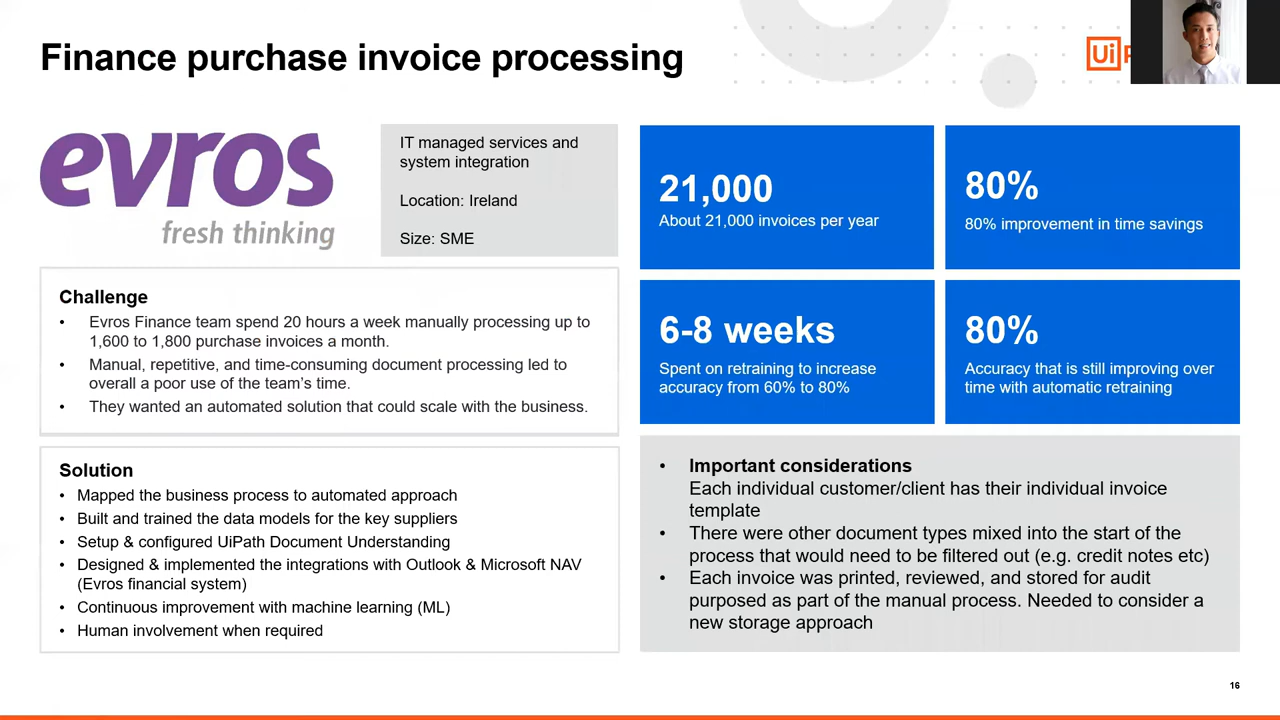 Finance purchase invoice processing
Ui
evros
fresh thinking
IT managed services and
system integration
Location: Ireland
Size: SME
Challenge
• Evros Finance team spend 20 hours a week manually processing up to
1,600 to 1,800 purchase invoices a month.
• Manual, repetitive, and time-consuming document processing led to
overall a poor use of the team's time.
• They wanted an automated solution that could scale with the business.
Solution
• Mapped the business process to automated approach
• Built and trained the data models for the key suppliers
• Setup & configured UiPath Document Understanding
• Designed & implemented the integrations with Outlook & Microsoft NAV
(Evros financial system)
• Continuous improvement with machine learning (ML)
• Human involvement when required
21,000
About 21,000 invoices per year
80%
80% improvement in time savings
6-8 weeks
Spent on retraining to increase
accuracy from 60% to 80%
80%
Accuracy that is still improving over
time with automatic retraining
• Important considerations
Each individual customer/client has their individual invoice
template
• There were other document types mixed into the start of the
process that would need to be filtered out (e.g. credit notes etc)
• Each invoice was printed, reviewed, and stored for audit
purposed as part of the manual process. Needed to consider a
new storage approach
16